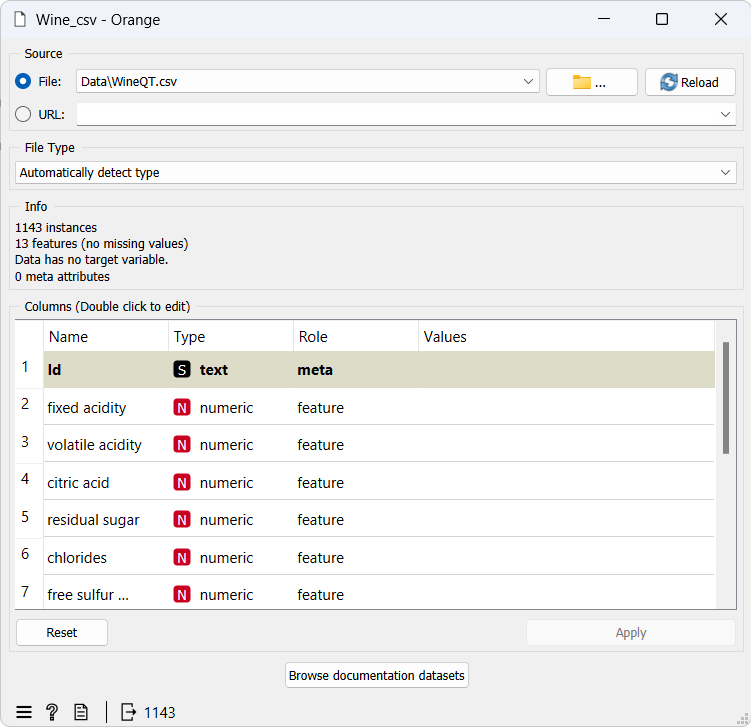 Wine_csv - Orange
Source
File: Data\WineQT.csv ... Reload
URL:
File Type
Automatically detect type
Info
1143 instances
13 features (no missing values)
Data has no target variable.
0 meta attributes
Columns (Double click to edit)
Name Type Role Values
1 Id S text meta
2 fixed acidity N numeric feature
3 volatile acidity N numeric feature
4 citric acid N numeric feature
5 residual sugar N numeric feature
6 chlorides N numeric feature
7 free sulfur ... N numeric feature
Reset Apply
Browse documentation datasets
? 1143